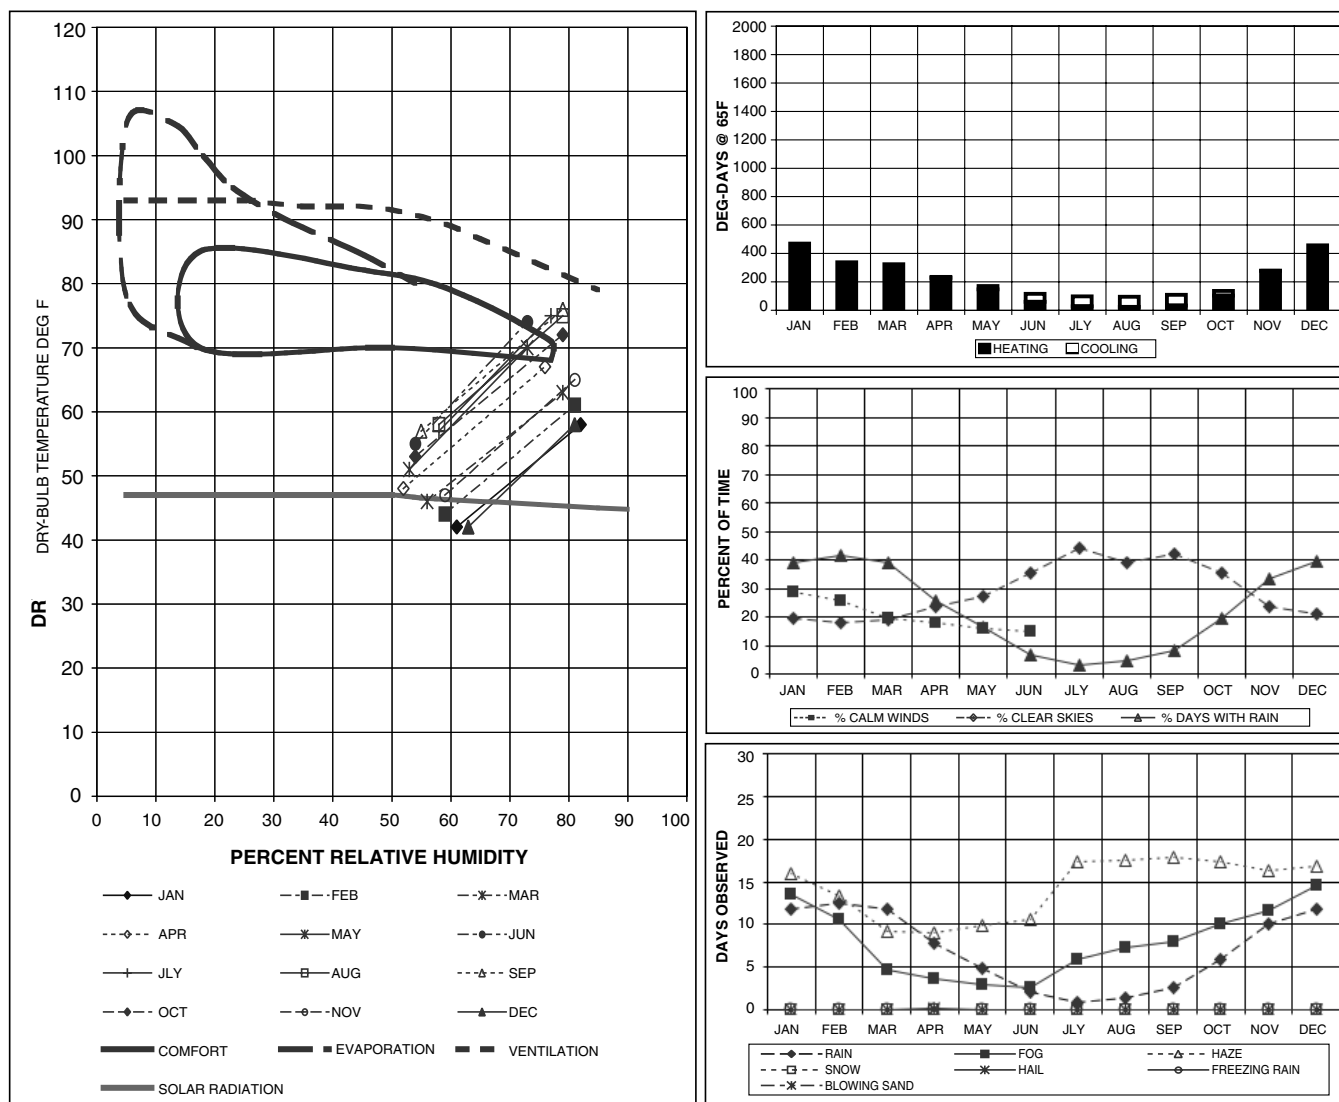 120
110
100
90
80
70
60
50
40
30
20
10
0
DRY-BULB TEMPERATURE DEG F
DR
0 10 20 30 40 50 60 70 80 90 100
PERCENT RELATIVE HUMIDITY
JAN FEB MAR
APR MAY JUN
JLY AUG SEP
OCT NOV DEC
COMFORT EVAPORATION VENTILATION
SOLAR RADIATION
2000
1800
1600
1400
1200
1000
800
600
400
200
0
DEG-DAYS @ 65F
JAN FEB MAR APR MAY JUN JLY AUG SEP OCT NOV DEC
HEATING COOLING
100
90
80
70
60
50
40
30
20
10
0
PERCENT OF TIME
JAN FEB MAR APR MAY JUN JLY AUG SEP OCT NOV DEC
% CALM WINDS % CLEAR SKIES % DAYS WITH RAIN
30
25
20
15
10
5
0
DAYS OBSERVED
JAN FEB MAR APR MAY JUN JLY AUG SEP OCT NOV DEC
RAIN FOG HAZE
SNOW HAIL FREEZING RAIN
BLOWING SAND